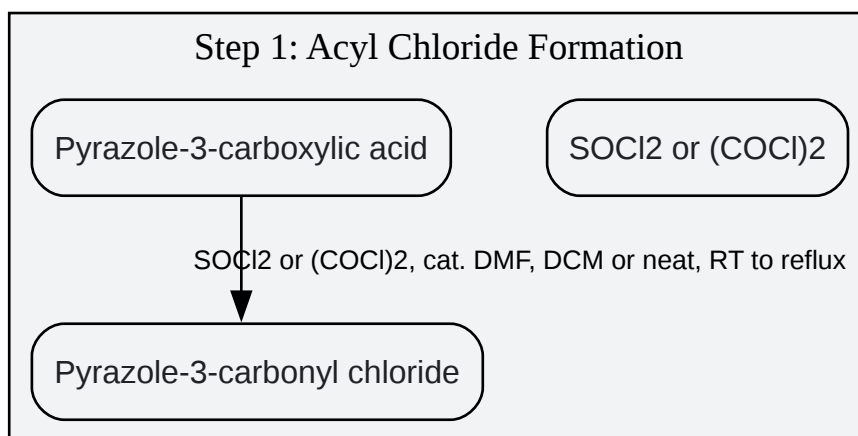 Step 1: Acyl Chloride Formation
Pyrazole-3-carboxylic acid
SOCl2 or (COCl)2
SOCl2 or (COCl)2, cat. DMF, DCM or neat, RT to reflux
Pyrazole-3-carbonyl chloride